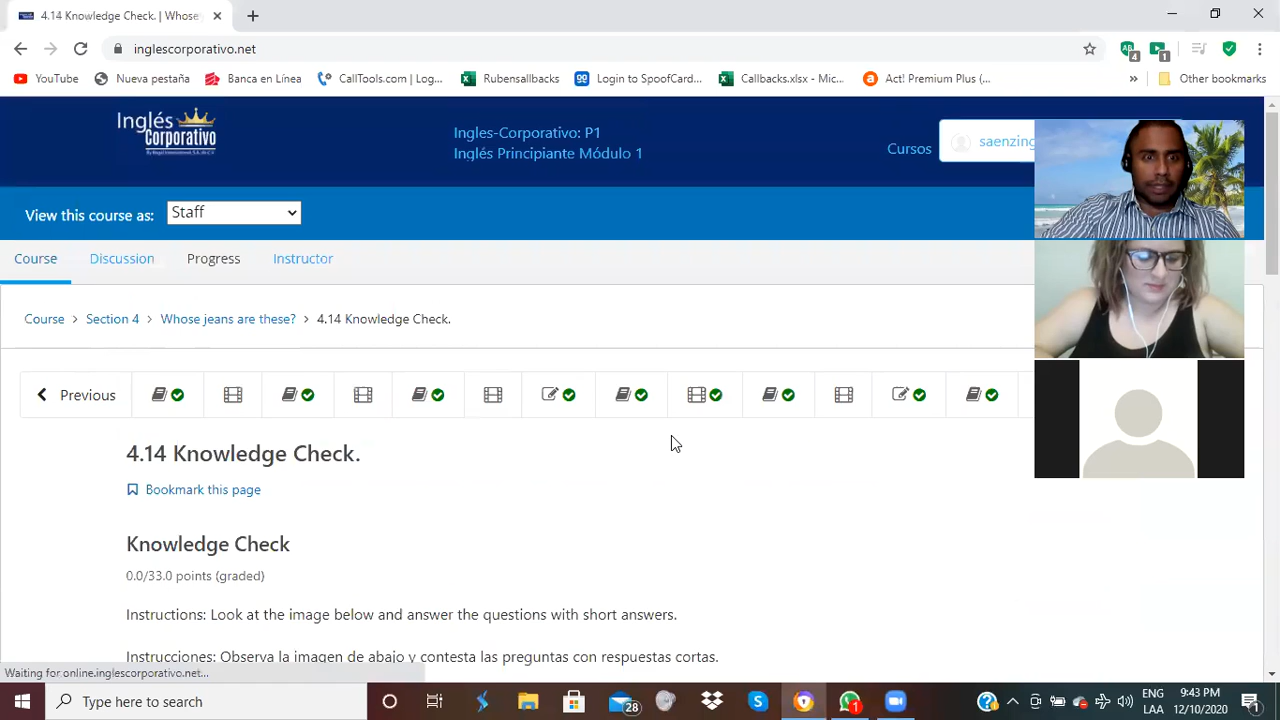 4.14 Knowledge Check. | Whose
inglescorporativo.net
4 1
YouTube Nueva pestaña Banca en Línea CallTools.com | Log... Rubensallbacks Login to SpoofCard... Callbacks.xlsx - Mic... Act! Premium Plus (... » Other bookmarks
Inglés Corporativo
Ingles-Corporativo: P1
Inglés Principiante Módulo 1
Cursos saenzing
View this course as: Staff
Course Discussion Progress Instructor
Course > Section 4 > Whose jeans are these? > 4.14 Knowledge Check.
Previous
4.14 Knowledge Check.
Bookmark this page
Knowledge Check
0.0/33.0 points (graded)
Instructions: Look at the image below and answer the questions with short answers.
Instrucciones: Observa la imagen de abajo y contesta las preguntas con respuestas cortas.
Waiting for online.inglescorporativo.net...
Type here to search 28 1 ENG 9:43 PM
LAA 12/10/2020 1